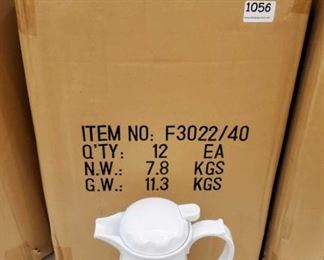 1056
ITEM NO: F3022/40
Q'TY: 12 EA
N.W.: 7.8 KGS
G.W.: 11.3 KGS